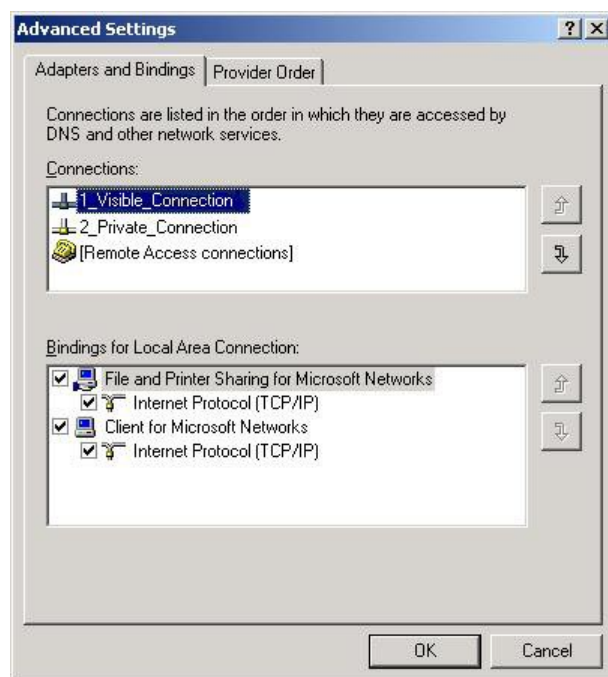 Advanced Settings
Adapters and Bindings
Provider Order
Connections are listed in the order in which they are accessed by
DNS and other network services.
Connections:
1_Visible_Connection
2_Private_Connection
[Remote Access connections]
Bindings for Local Area Connection:
File and Printer Sharing for Microsoft Networks
Internet Protocol (TCP/IP)
Client for Microsoft Networks
Internet Protocol (TCP/IP)
OK
Cancel